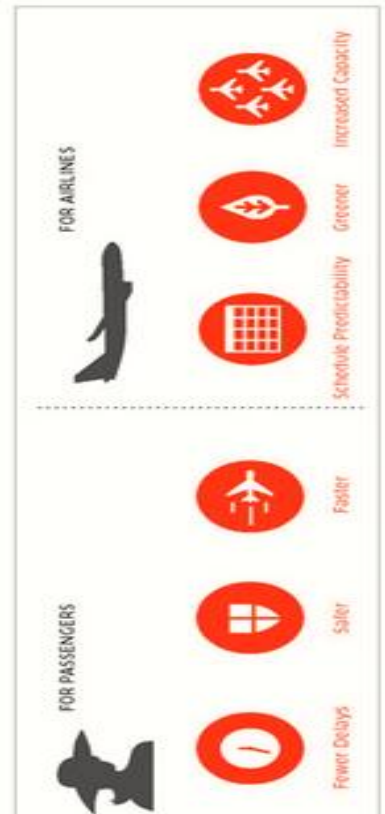 FOR PASSENGERS
Fewer Delays
Safer
Faster
FOR AIRLINES
Schedule Predictability
Greener
Increased Capacity